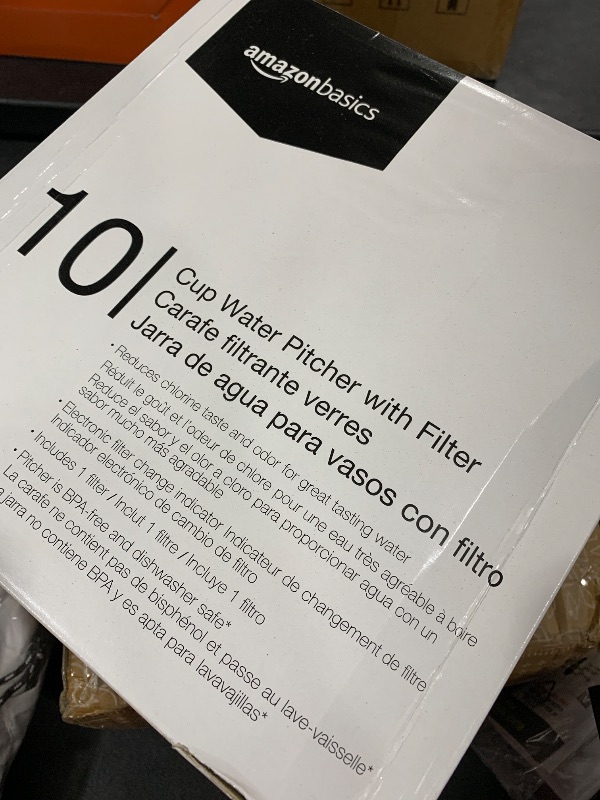 amazonbasics
10
Cup Water Pitcher with Filter
Carafe filtrante verres
Jarra de agua para vasos con filtro
• Reduces chlorine taste and odor for great tasting water
Réduit le goût et l'odeur de chlore pour une eau très agréable à boire
Reduce el sabor y el olor a cloro para proporcionar agua con un
sabor mucho más agradable
• Electronic filter change indicator Indicateur de changement de filtre
Indicador electrónico de cambio de filtro
• Includes 1 filter / Inclut 1 filtre / Incluye 1 filtro
• Pitcher is BPA-free and dishwasher safe*
La carafe ne contient pas de bisphénol et passe au lave-vaisselle*
jarra no contiene BPA y es apta para lavavajillas*